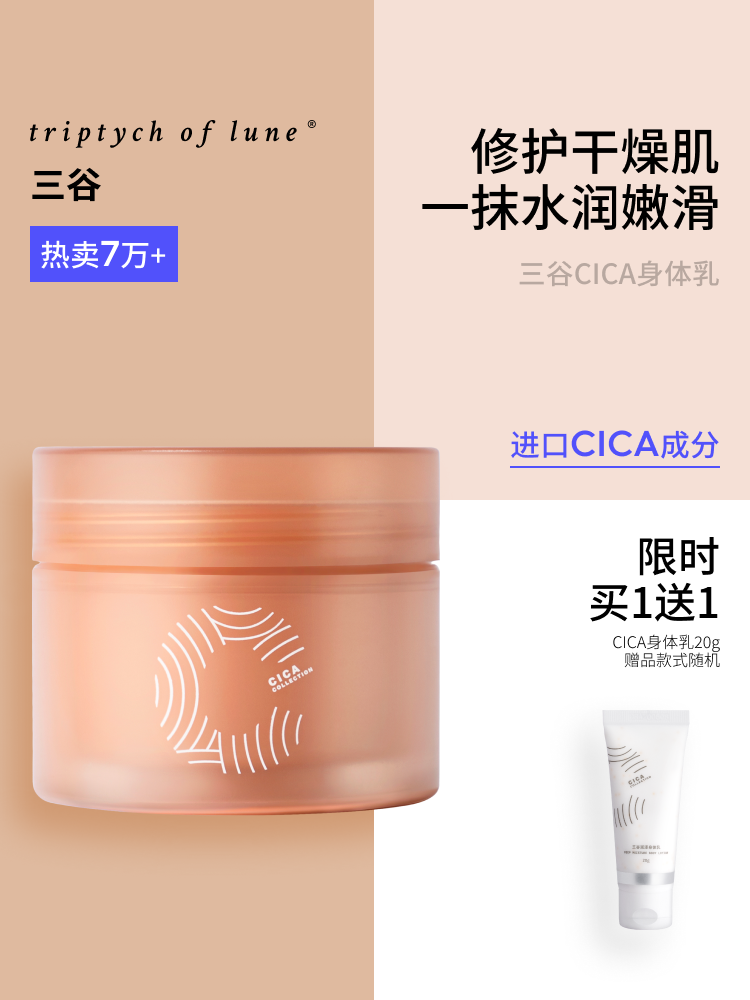 triptych of lune®
三谷
热卖7万+
修护干燥肌
一抹水润嫩滑
三谷CICA身体乳
进口CICA成分
限时
买1送1
CICA身体乳20g
赠品款式随机
CICA
COLLECTION
CICA
COLLECTION